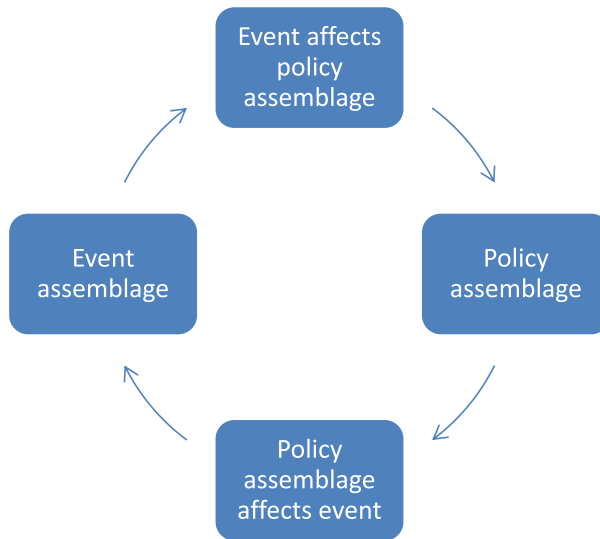 Event affects
policy
assemblage
Event
assemblage
Policy
assemblage
Policy
assemblage
affects event